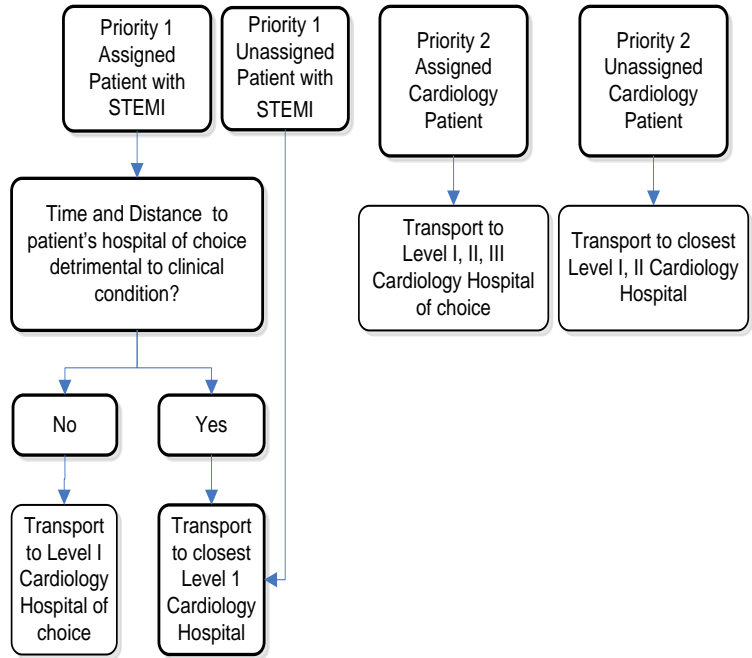 Priority 1
Assigned
Patient with
STEMI
Priority 1
Unassigned
Patient with
STEMI
Priority 2
Assigned
Cardiology
Patient
Priority 2
Unassigned
Cardiology
Patient
Time and Distance to
patient's hospital of choice
detrimental to clinical
condition?
Transport to
Level I, II, III
Cardiology Hospital
of choice
Transport to closest
Level I, II Cardiology
Hospital
No
Yes
Transport
to Level I
Cardiology
Hospital of
choice
Transport
to closest
Level 1
Cardiology
Hospital